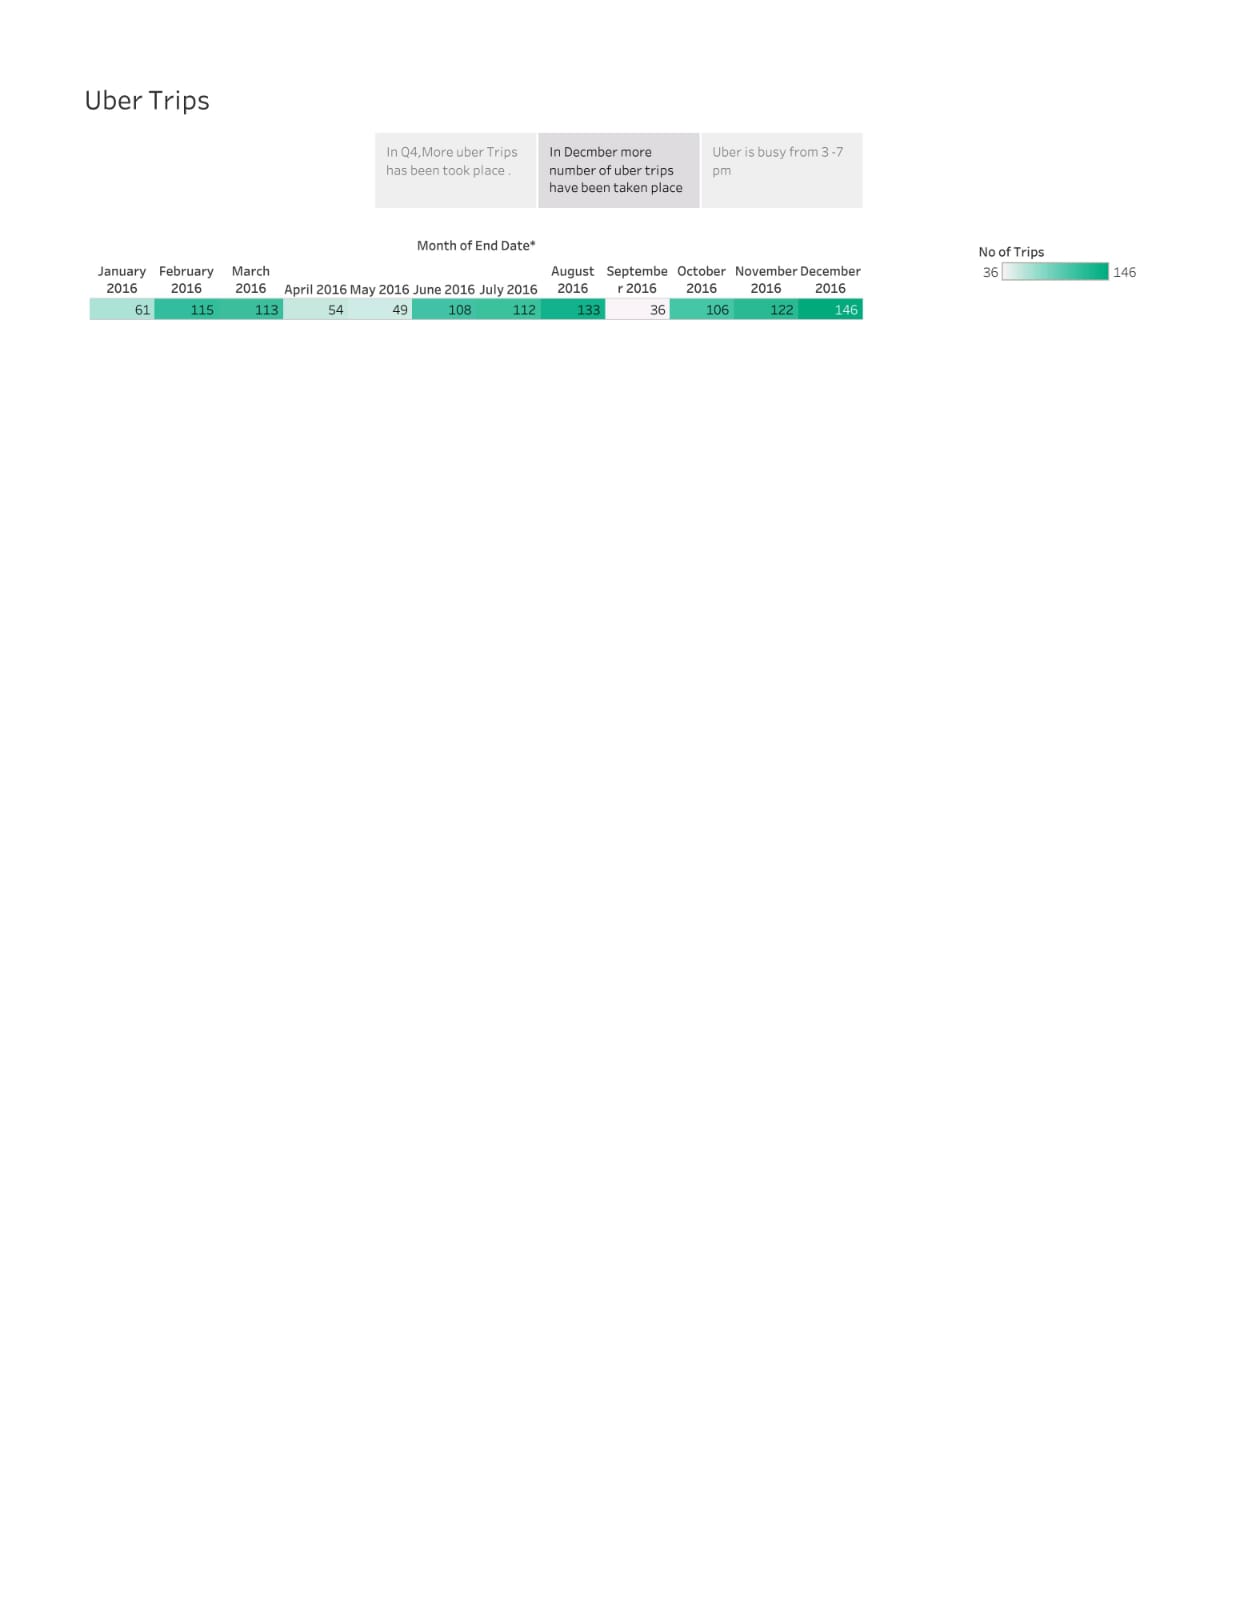 Uber Trips
In Q4,More uber Trips
has been took place .
In Decmber more
number of uber trips
have been taken place
Uber is busy from 3 -7
pm
Month of End Date*
No of Trips
36 146
January February March August Septembe October November December
2016 2016 2016 April 2016 May 2016 June 2016 July 2016 2016 r 2016 2016 2016 2016
61 115 113 54 49 108 112 133 36 106 122 146